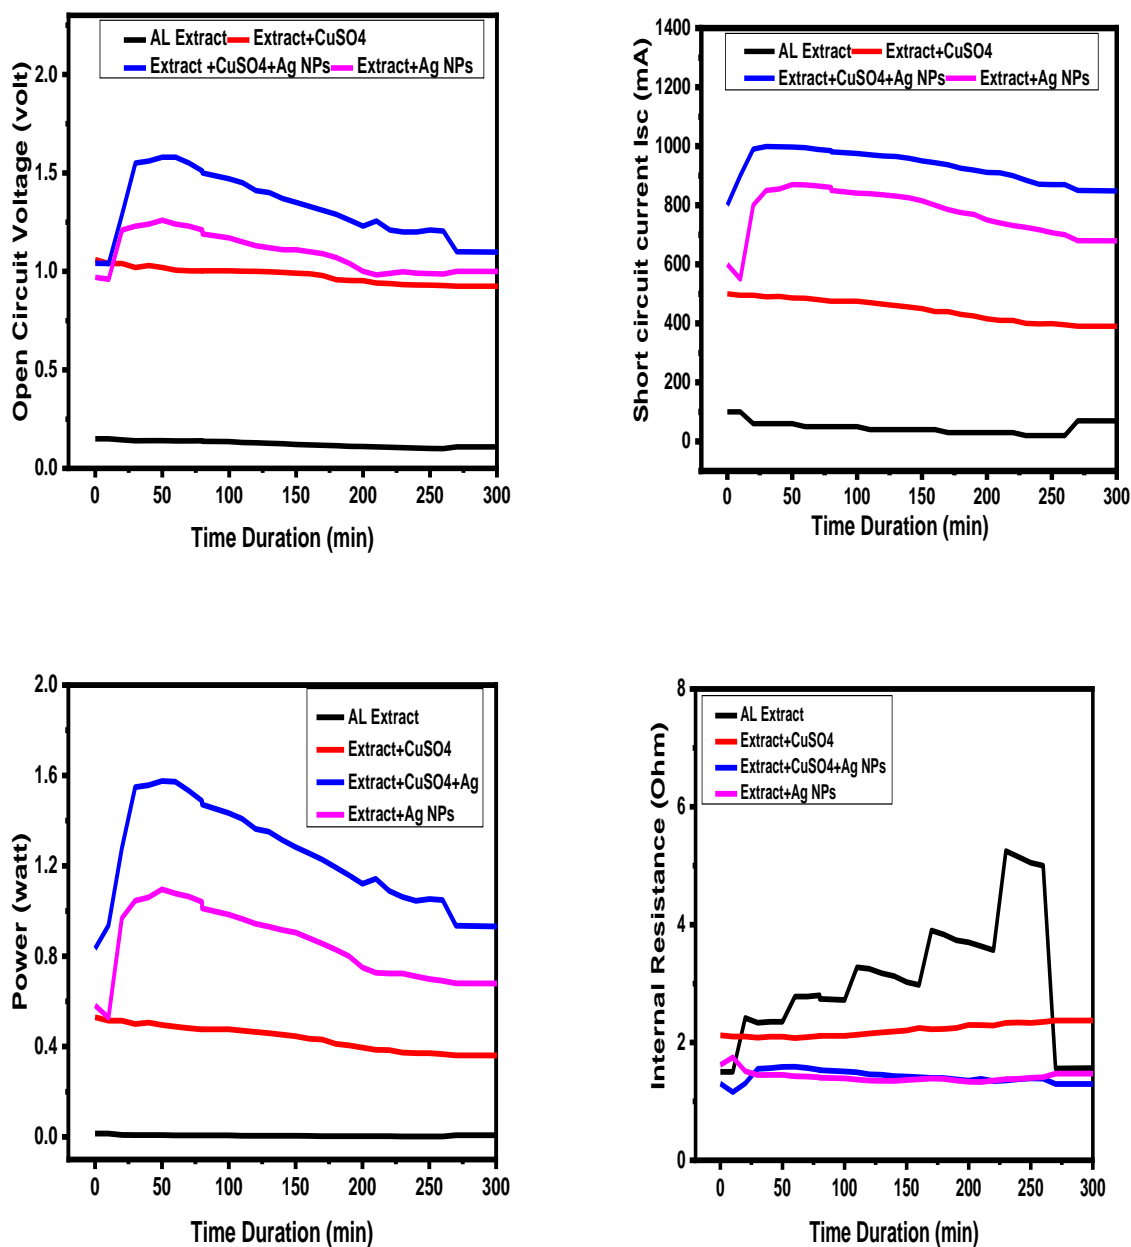 AL Extract Extract+CuSO4
Extract +CuSO4+Ag NPs Extract+Ag NPs
Open Circuit Voltage (volt)
2.0
1.5
1.0
0.5
0.0
0 50 100 150 200 250 300
Time Duration (min)
AL Extract Extract+CuSO4
Extract+CuSO4+Ag NPs Extract+Ag NPs
Short circuit current Isc (mA)
1400
1200
1000
800
600
400
200
0
0 50 100 150 200 250 300
Time Duration (min)
AL Extract
Extract+CuSO4
Extract+CuSO4+Ag
Extract+Ag NPs
Power (watt)
2.0
1.6
1.2
0.8
0.4
0.0
0 50 100 150 200 250 300
Time Duration (min)
AL Extract
Extract+CuSO4
Extract+CuSO4+Ag NPs
Extract+Ag NPs
Internal Resistance (Ohm)
8
6
4
2
0
0 50 100 150 200 250 300
Time Duration (min)